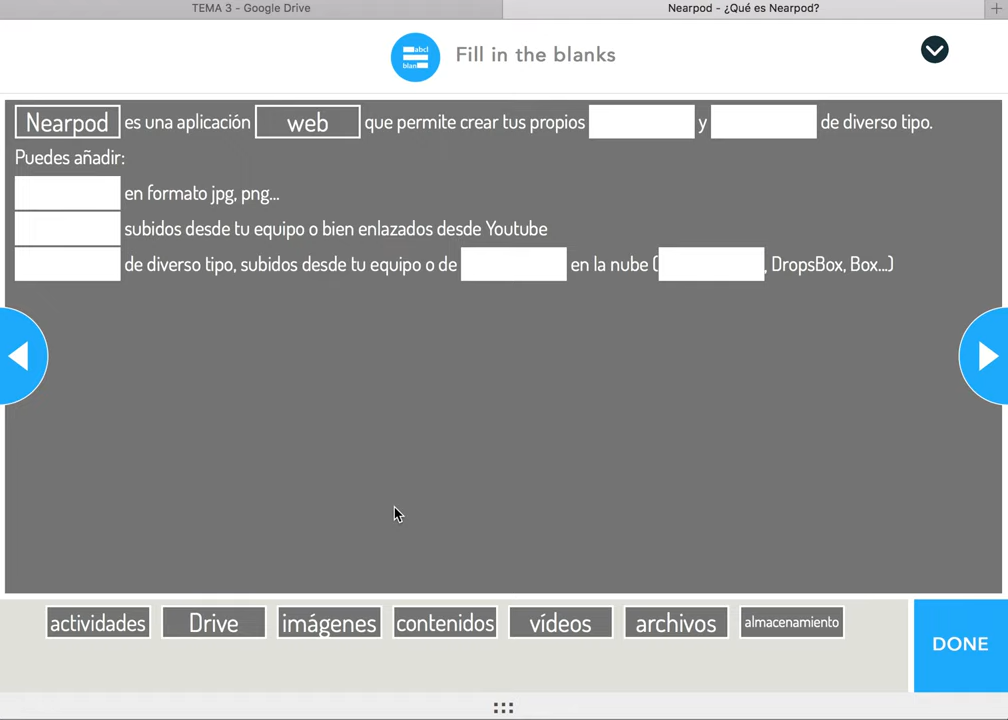 TEMA 3 - Google Drive
Nearpod - ¿Qué es Nearpod?
abcl
blan
Fill in the blanks
Nearpod es una aplicación web que permite crear tus propios y de diverso tipo.
Puedes añadir:
en formato jpg, png...
subidos desde tu equipo o bien enlazados desde Youtube
de diverso tipo, subidos desde tu equipo o de en la nube (, DropsBox, Box...)
actividades Drive imágenes contenidos vídeos archivos almacenamiento
DONE